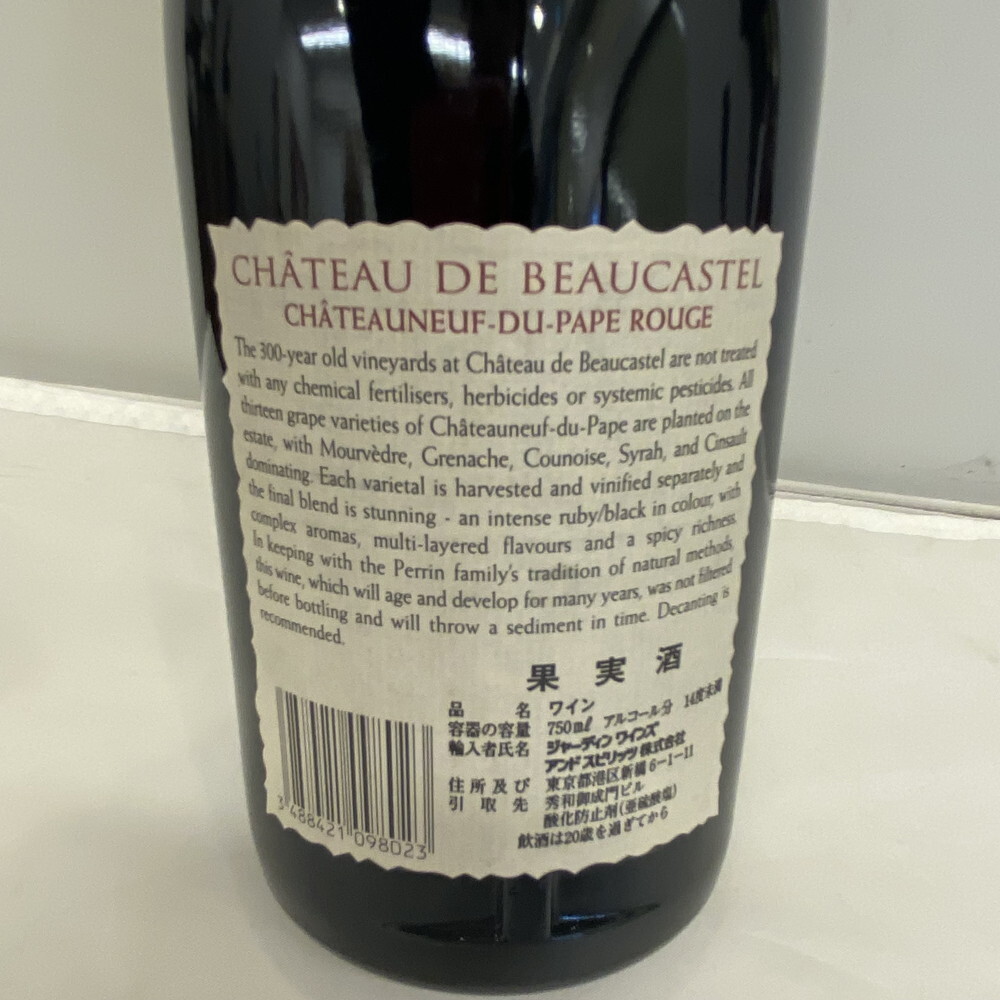 CHÂTEAU DE BEAUCASTEL
CHÂTEAUNEUF-DU-PAPE ROUGE
The 300-year old vineyards at Château de Beaucastel are not treated
with any chemical fertilisers, herbicides or systemic pesticides. All
thirteen grape varieties of Châteauneuf-du-Pape are planted on the
estate, with Mourvèdre, Grenache, Counoise, Syrah, and Cinsault
dominating. Each varietal is harvested and vinified separately and
the final blend is stunning - an intense ruby/black in colour, with
complex aromas, multi-layered flavours and a spicy richness.
In keeping with the Perrin family's tradition of natural methods,
this wine, which will age and develop for many years, was not filtered
before bottling and will throw a sediment in time. Decanting is
recommended.
果実酒
品名 ワイン
容器の容量 750mℓ アルコール分 14度未満
輸入者氏名 ジャーディン ワインズ
アンド スピリッツ 株式会社
住所及び 東京都港区新橋6-1-11
引取先 秀和御成門ビル
酸化防止剤(亜硫酸塩)
飲酒は20歳を過ぎてから
3 488421 098023